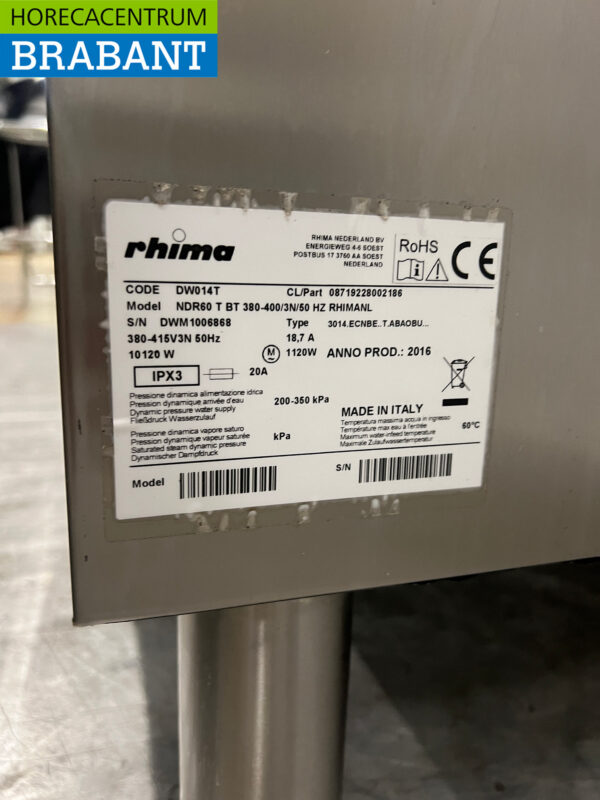 HORECACENTRUM
BRABANT
rhima
RHIMA NEDERLAND BV
ENERGIEWEG 4-6 SOEST
POSTBUS 17 3760 AA SOEST
NEDERLAND
RoHS
CE
CODE DW014T CL/Part 08719228002186
Model NDR60 T BT 380-400/3N/50 HZ RHIMANL
S/N DWM1006868 Type 3014.ECNBE..T.ABAOBU...
380-415V3N 50Hz 18,7 A
10120 W M 1120W ANNO PROD.: 2016
IPX3 20A
Pressione dinamica alimentazione idrica
Pression dynamique arrivée d'eau
Dynamic pressure water supply
Fließdruck Wasserzulauf
200-350 kPa
MADE IN ITALY
Pressione dinamica vapore saturo
Pression dynamique vapeur saturée
Saturated steam dynamic pressure
Dynamischer Dampfdruck
kPa
Temperatura massima acqua in ingresso
Température max eau à l'entrée
Maximum water-infeed temperature
Maximale Zulaufwassertemperatur
60°C
Model
S/N